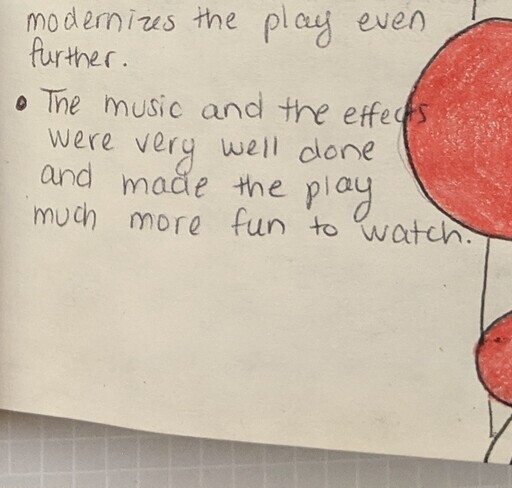 modernizes the play even
further.
• The music and the effects
were very well done
and made the play
much more fun to watch.